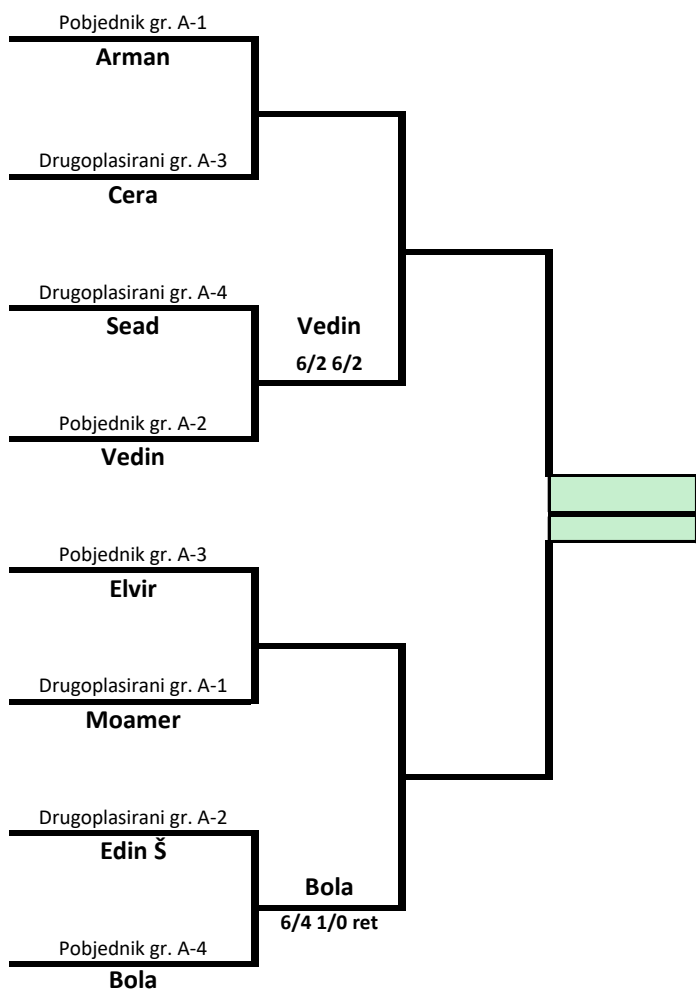 Pobjednik gr. A-1
Arman
Drugoplasirani gr. A-3
Cera
Drugoplasirani gr. A-4
Sead
Vedin
6/2 6/2
Pobjednik gr. A-2
Vedin
Pobjednik gr. A-3
Elvir
Drugoplasirani gr. A-1
Moamer
Drugoplasirani gr. A-2
Edin Š
Bola
6/4 1/0 ret
Pobjednik gr. A-4
Bola